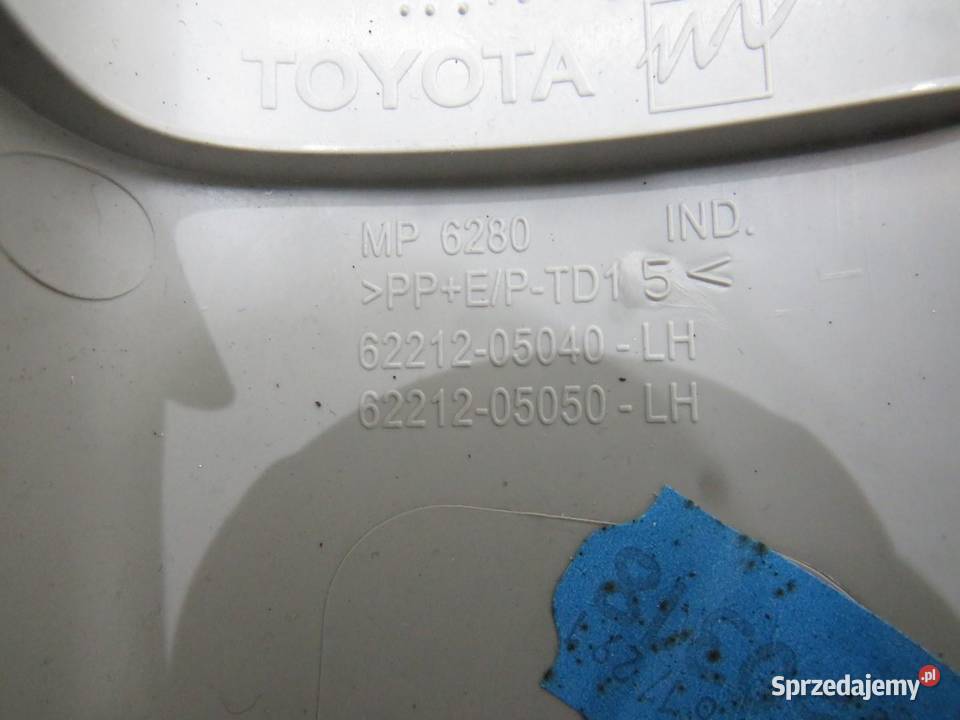 TOYOTA
MP 6280 IND.
>PP+E/P-TD15<
62212-05040-LH
62212-05050-LH
Sprzedajemy.pl